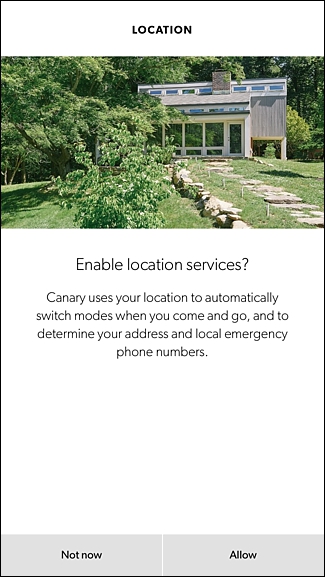 LOCATION
Enable location services?
Canary uses your location to automatically
switch modes when you come and go, and to
determine your address and local emergency
phone numbers.
Not now
Allow